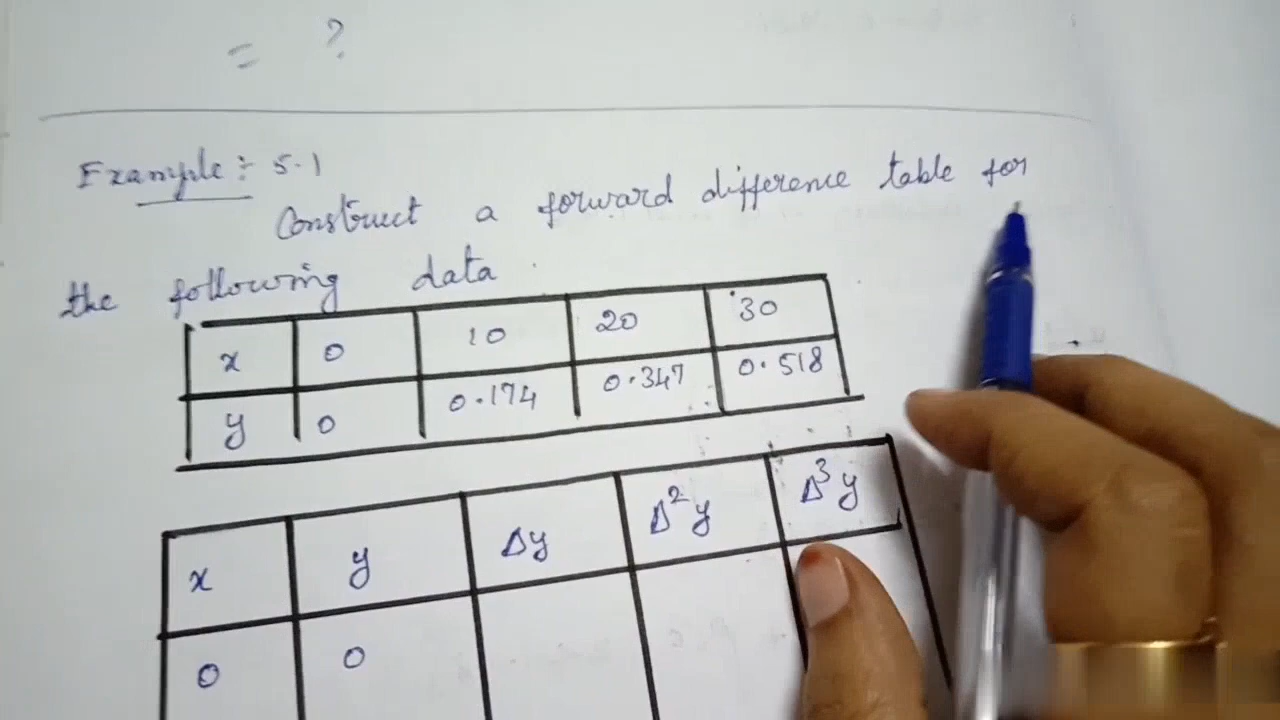 = ?
Example :- 5.1
Construct a forward difference table for
the following data
x 0 10 20 30
y 0 0.174 0.347 0.518
x y Δy Δ²y Δ³y
0 0